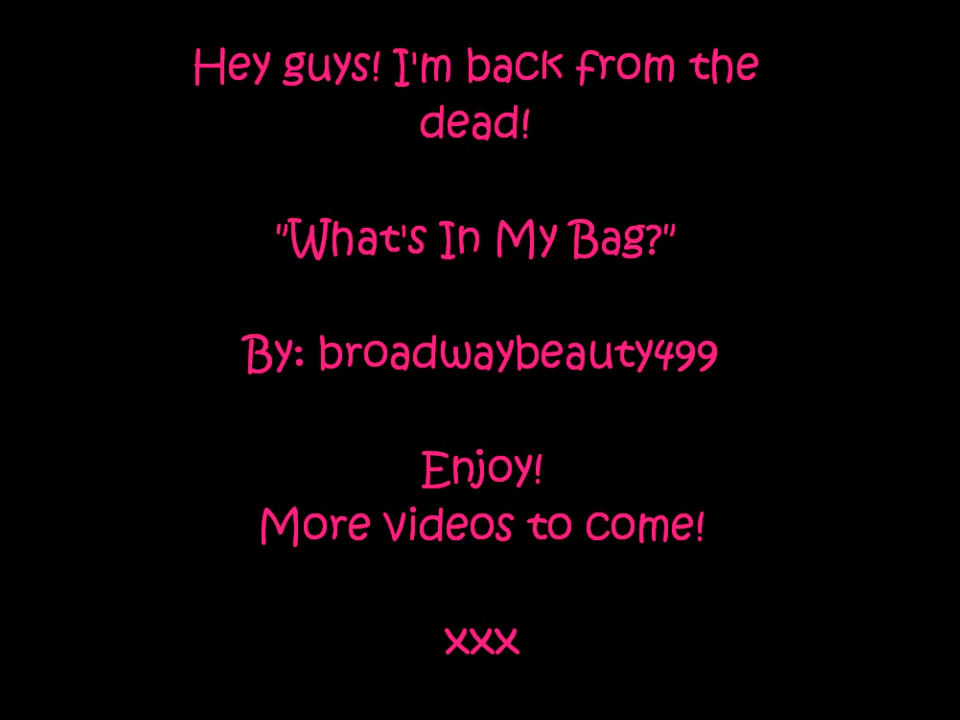 Hey guys! I'm back from the
dead!
"What's In My Bag?"
By: broadwaybeauty499
Enjoy!
More videos to come!
xxx